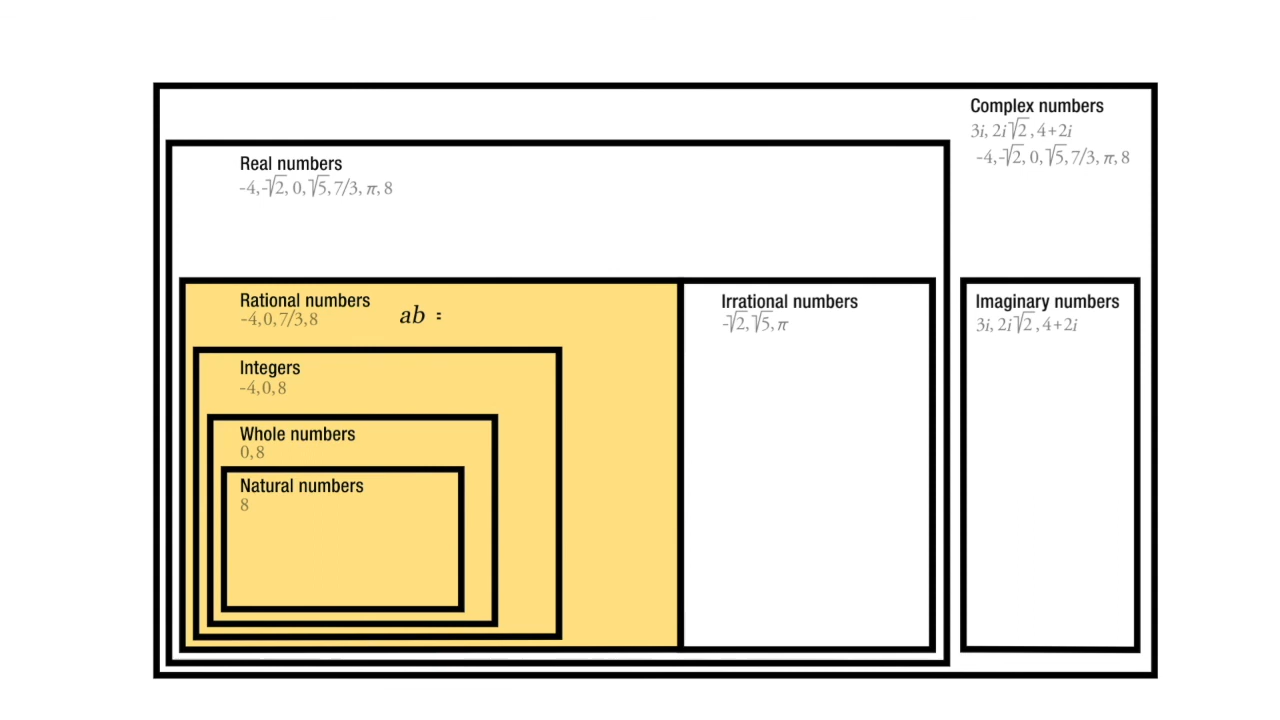 Complex numbers
3i, 2i√2, 4+2i
-4, -√2, 0, √5, 7/3, π, 8
Real numbers
-4, -√2, 0, √5, 7/3, π, 8
Rational numbers
-4, 0, 7/3, 8
ab =
Irrational numbers
-√2, √5, π
Imaginary numbers
3i, 2i√2, 4+2i
Integers
-4, 0, 8
Whole numbers
0, 8
Natural numbers
8